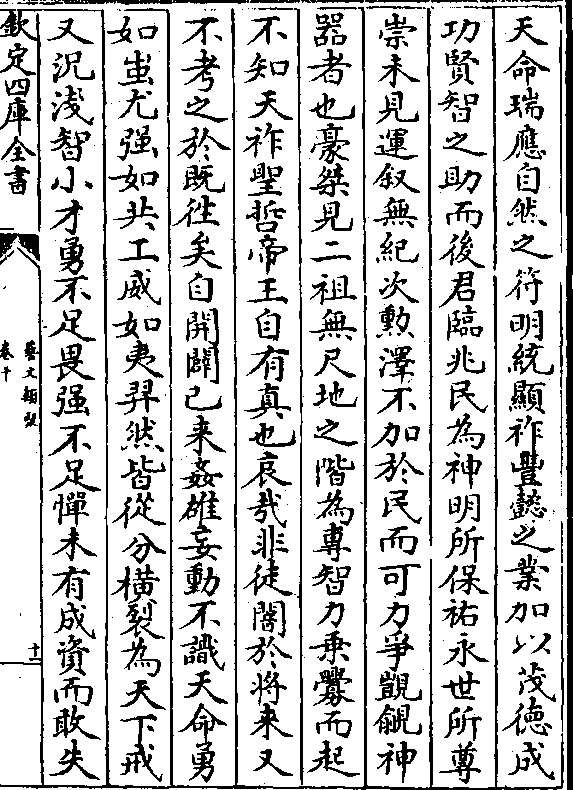 天命瑞應自然之符明統顯祚豐懿之業加以茂德成
功賢智之助而後君臨兆民為神明所保祐永世所尊
崇未見運叙無紀次勲澤不加於民而可力爭覬覦神
器者也豪桀見二祖無尺地之階為專智力乗釁而起
不知天祚聖哲帝王自有真也哀哉非徒闇於將来又
不考之於既徃矣自開闢已来姦雄妄動不識天命勇
如蚩尤强如共工威如夷羿然皆從分横裂為天下戒
又況淺智小才勇不足畏强不足憚未有成資而敢失
欽定四庫全書
藝文類聚
卷十
十二